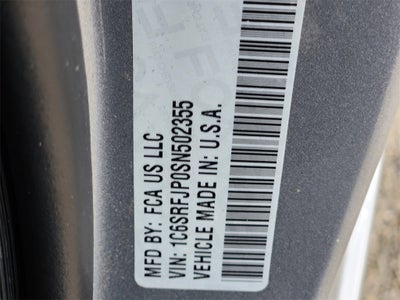 MFD BY: FCA US LLC
VIN: 1C6SRFJP0SN502355
VEHICLE MADE IN: U.S.A.